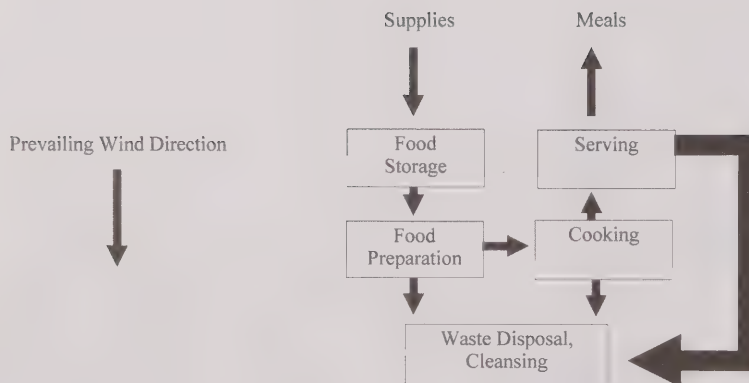 Supplies
Meals
Prevailing Wind Direction
Food
Storage
Serving
Food
Preparation
Cooking
Waste Disposal,
Cleansing